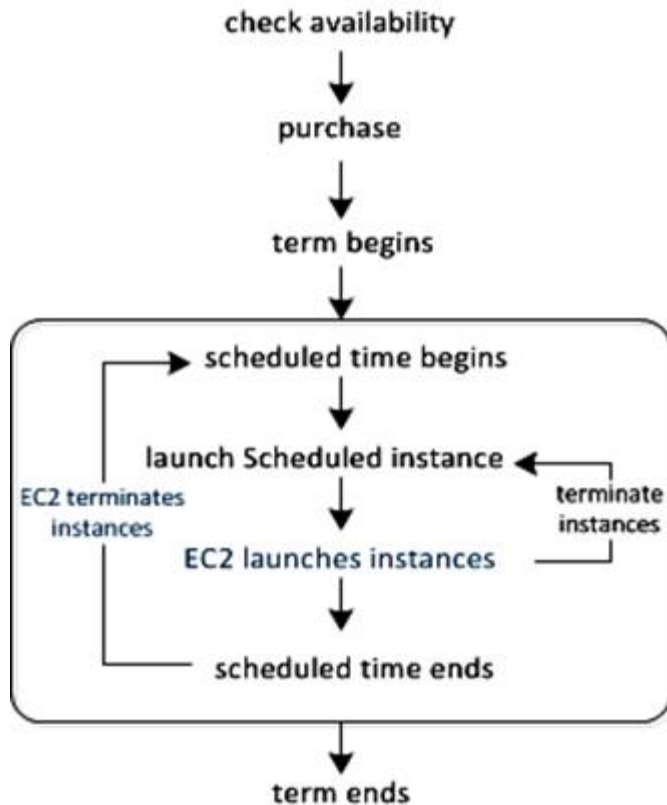 check availability
purchase
term begins
scheduled time begins
launch Scheduled instance
EC2 terminates
instances
terminate
instances
EC2 launches instances
scheduled time ends
term ends